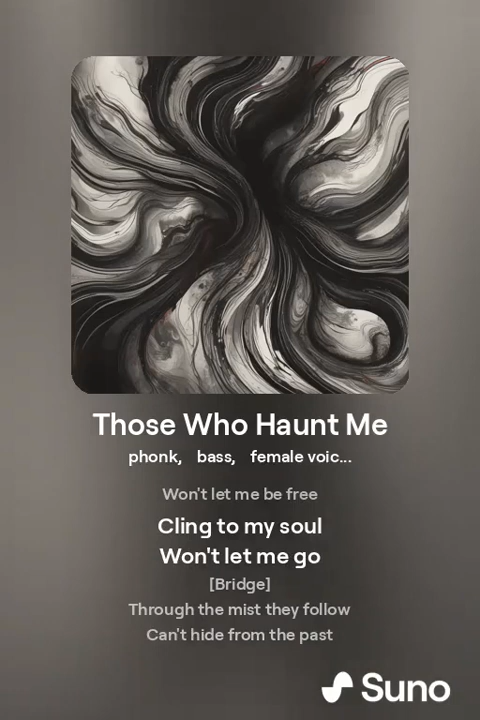 Those Who Haunt Me
phonk, bass, female voic...
Won't let me be free
Cling to my soul
Won't let me go
[Bridge]
Through the mist they follow
Can't hide from the past
Suno